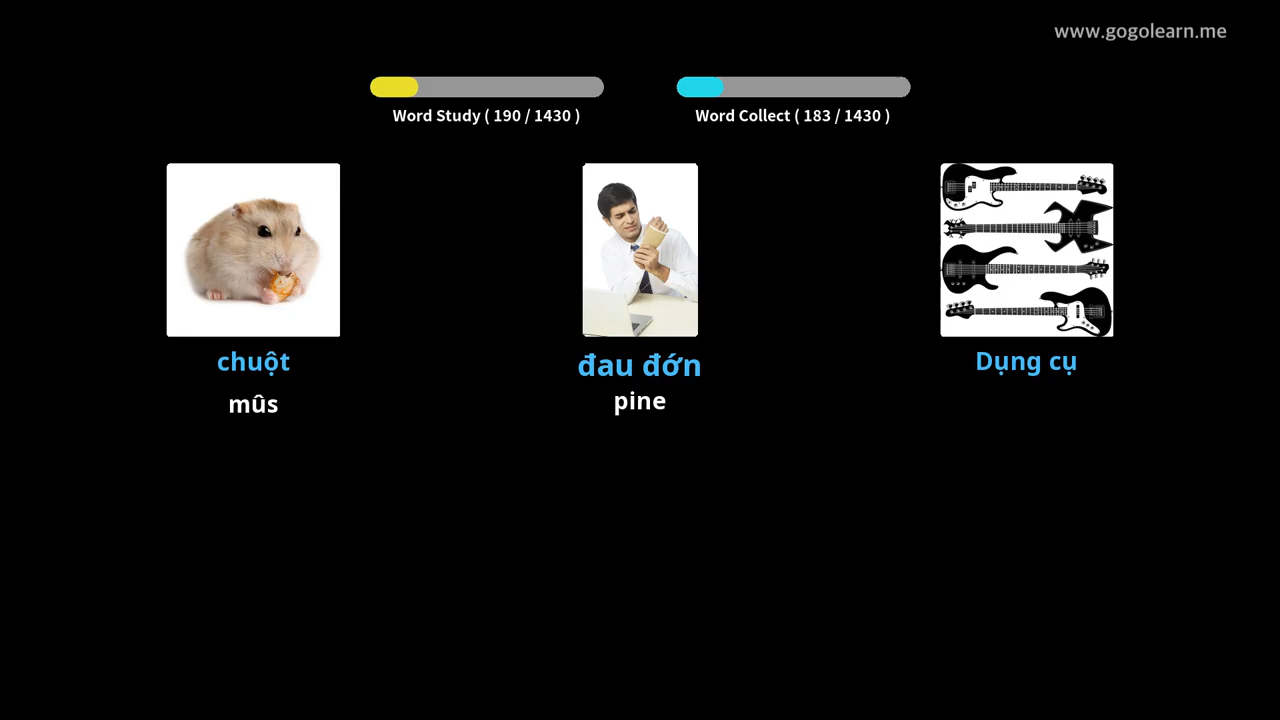 www.gogolearn.me
Word Study ( 190 / 1430 )
Word Collect ( 183 / 1430 )
chuột
đau đớn
Dụng cụ
mûs
pine